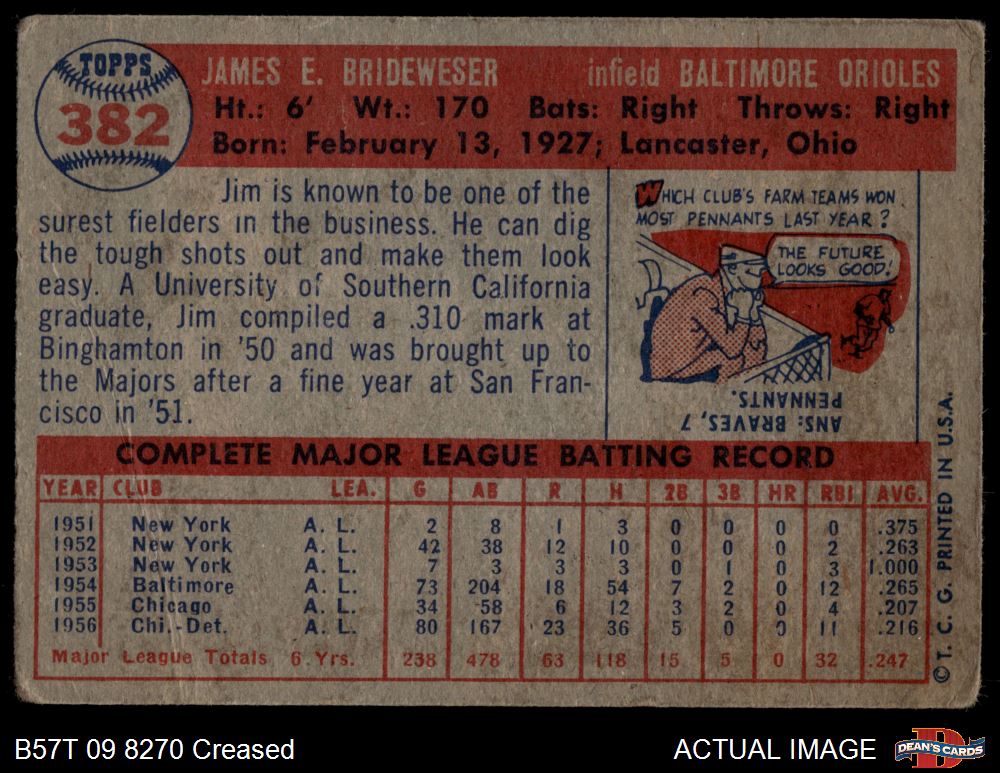 TOPPS
382
JAMES E. BRIDEWESER infield BALTIMORE ORIOLES
Ht.: 6' Wt.: 170 Bats: Right Throws: Right
Born: February 13, 1927; Lancaster, Ohio
Jim is known to be one of the
surest fielders in the business. He can dig
the tough shots out and make them look
easy. A University of Southern California
graduate, Jim compiled a .310 mark at
Binghamton in '50 and was brought up to
the Majors after a fine year at San Fran-
cisco in '51.
WHICH CLUB'S FARM TEAMS WON
MOST PENNANTS LAST YEAR?
THE FUTURE
LOOKS GOOD!
ANS: BRAVES, 7
PENNANTS.
COMPLETE MAJOR LEAGUE BATTING RECORD
YEAR CLUB LEA. G AB R H 2B 3B HR RBI AVG.
1951 New York A. L. 2 8 1 3 0 0 0 0 .375
1952 New York A. L. 42 38 12 10 0 0 0 2 .263
1953 New York A. L. 7 3 3 3 0 1 0 3 1.000
1954 Baltimore A. L. 73 204 18 54 7 2 0 12 .265
1955 Chicago A. L. 34 58 6 12 3 2 0 4 .207
1956 Chi.-Det. A. L. 80 167 23 36 5 0 0 11 .216
Major League Totals 6 Yrs. 238 478 63 118 15 5 0 32 .247
© T. C. G. PRINTED IN U.S.A.
B57T 09 8270 Creased
ACTUAL IMAGE
D
DEAN'S CARDS